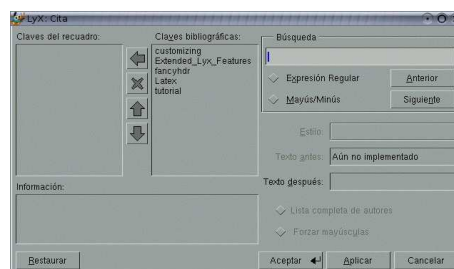 LyX: Cita
Claves del recuadro:
Claves bibliográficas:
customizing
Extended_Lyx_Features
fancyhdr
Latex
tutorial
Información:
Restaurar
Búsqueda
Expresión Regular
Anterior
Mayús/Minús
Siguiente
Estilo:
Texto antes: Aún no implementado
Texto después:
Lista completa de autores
Forzar mayúsculas
Aceptar
Aplicar
Cancelar